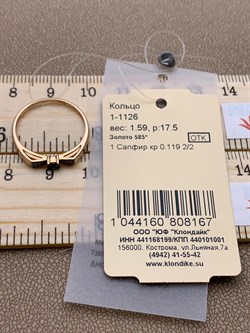 Кольцо
1-1126
вес: 1.59, р:17.5
Золото 585°
ОТК
1 Сапфир кр 0.119 2/2
1 044160 808167
ООО "ЮФ "Клондайк"
ИНН 441168199/КПП 440101001
156000. Кострома. ул.Льняная.7а
(4942) 41-55-42
www.klondike.su